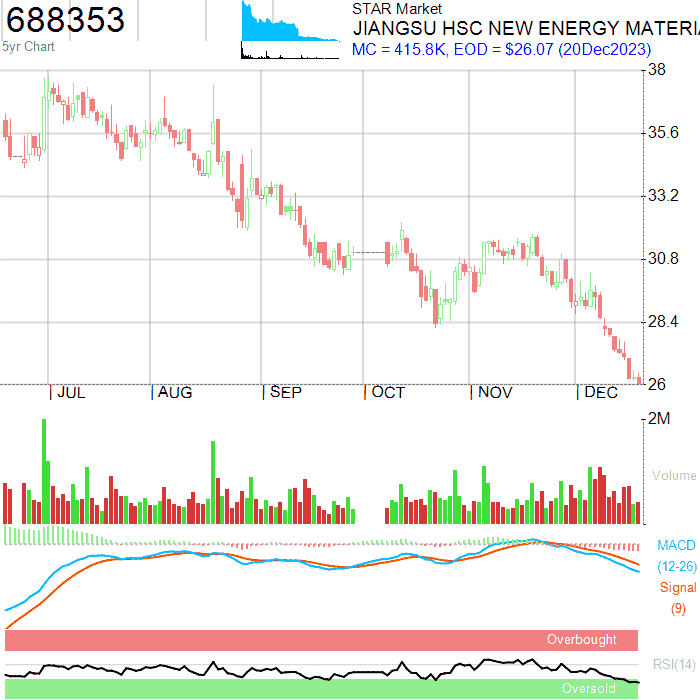 688353
5yr Chart
STAR Market
JIANGSU HSC NEW ENERGY MATERI
MC = 415.8K, EOD = $26.07 (20Dec2023)
38
35.6
33.2
30.8
28.4
26
JUL AUG SEP OCT NOV DEC
2M
Volume
MACD
(12-26)
Signal
(9)
Overbought
RSI(14)
Oversold